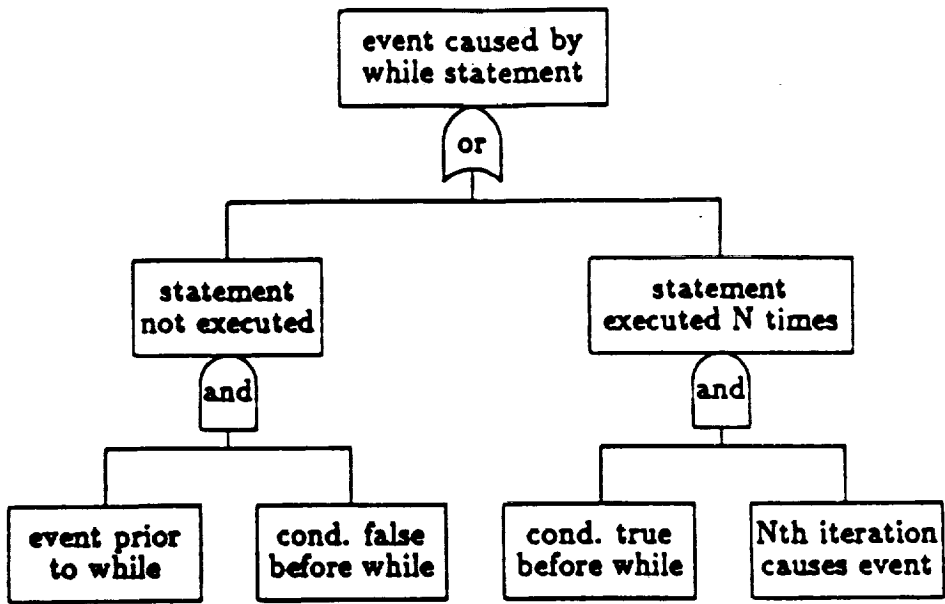 event caused by
while statement
or
statement
not executed
statement
executed N times
and
and
event prior
to while
cond. false
before while
cond. true
before while
Nth iteration
causes event